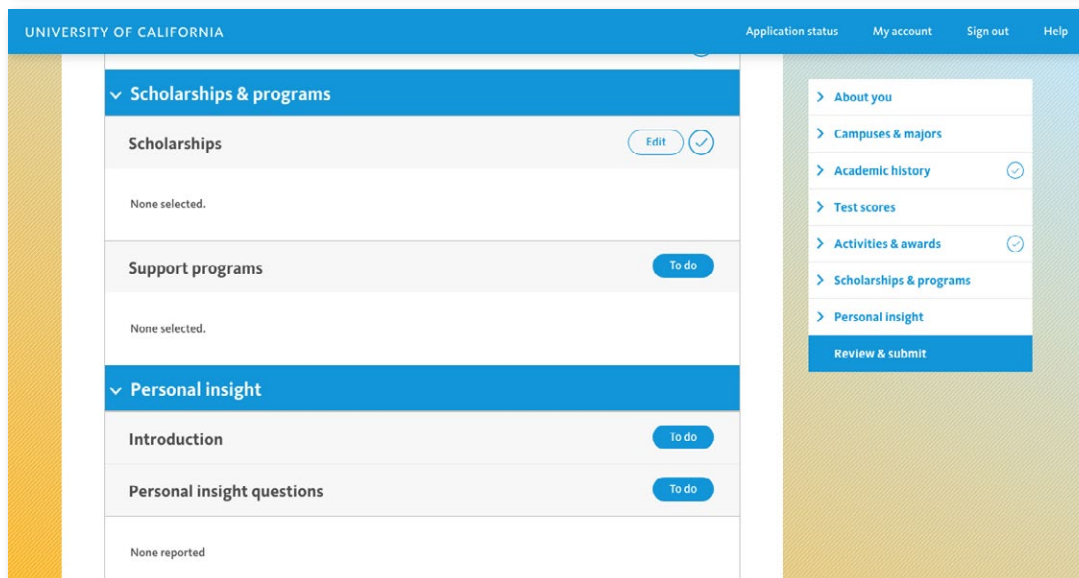 UNIVERSITY OF CALIFORNIA
Application status
My account
Sign out
Help
Scholarships & programs
Scholarships
Edit
None selected.
Support programs
To do
None selected.
Personal insight
Introduction
To do
Personal insight questions
To do
None reported
About you
Campuses & majors
Academic history
Test scores
Activities & awards
Scholarships & programs
Personal insight
Review & submit